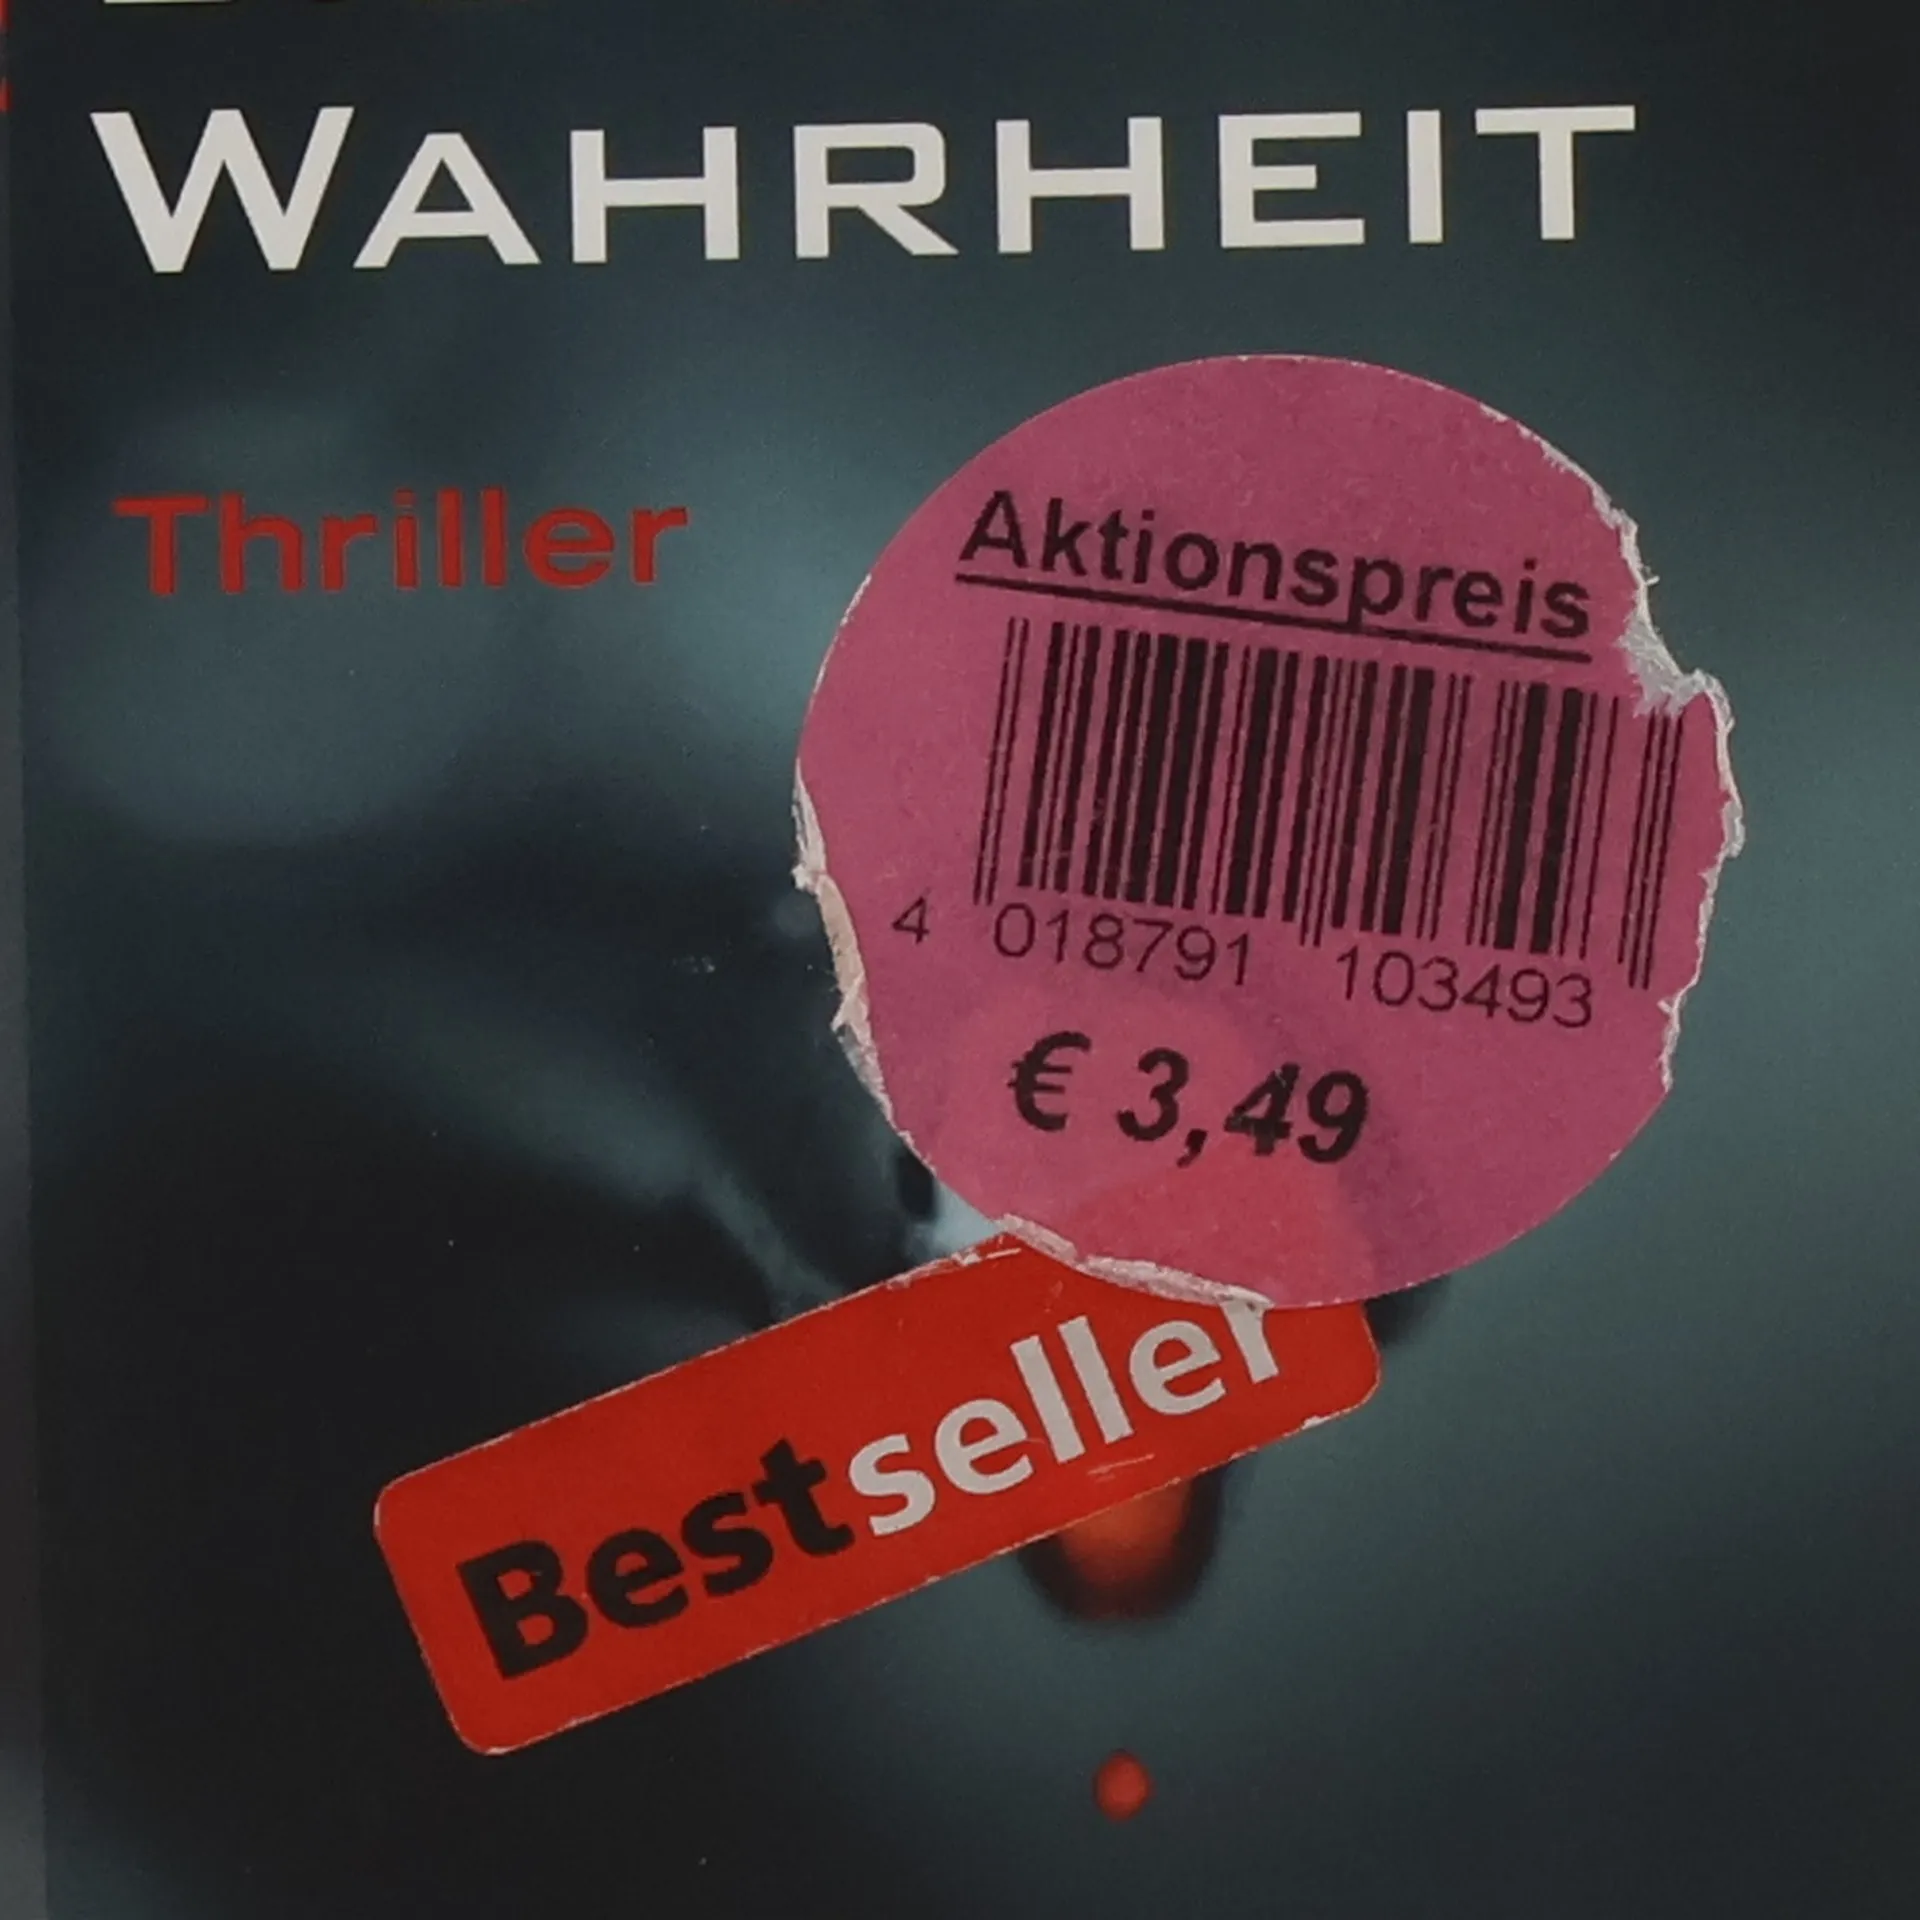 WAHRHEIT
Thriller
Aktionspreis
4 018791 103493
€ 3,49
Bestseller